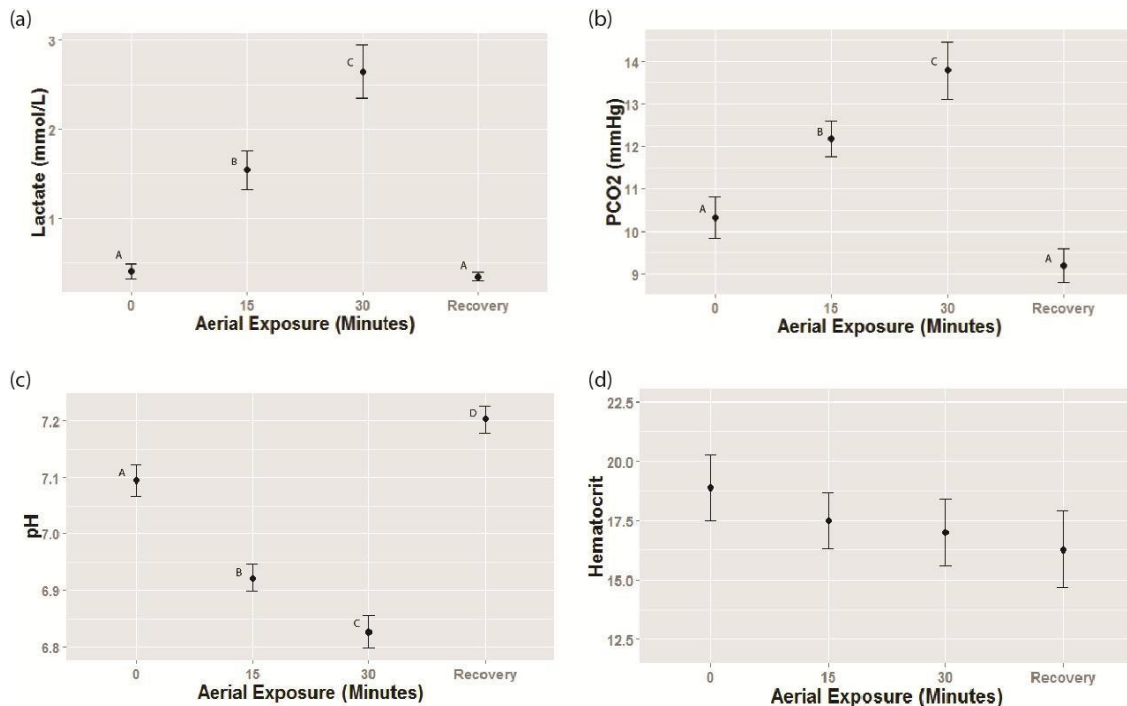 (a)
Lactate (mmol/L)
3
2
1
A
B
C
A
0 15 30 Recovery
Aerial Exposure (Minutes)
(b)
PCO2 (mmHg)
14
13
12
11
10
9
A
B
C
A
0 15 30 Recovery
Aerial Exposure (Minutes)
(c)
pH
7.2
7.1
7.0
6.9
6.8
A
B
C
D
0 15 30 Recovery
Aerial Exposure (Minutes)
(d)
Hematocrit
22.5
20.0
17.5
15.0
12.5
0 15 30 Recovery
Aerial Exposure (Minutes)